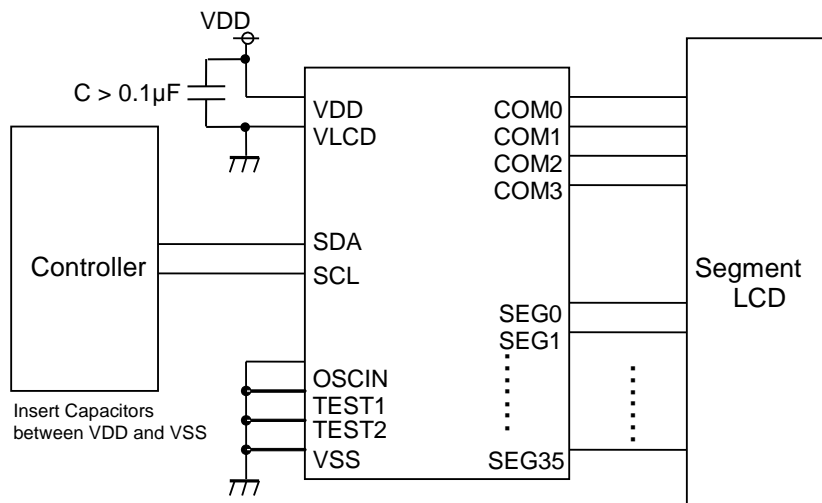 VDD
C > 0.1µF
VDD
VLCD
SDA
SCL
OSCIN
TEST1
TEST2
VSS
COM0
COM1
COM2
COM3
SEG0
SEG1
SEG35
Controller
Segment
LCD
Insert Capacitors
between VDD and VSS